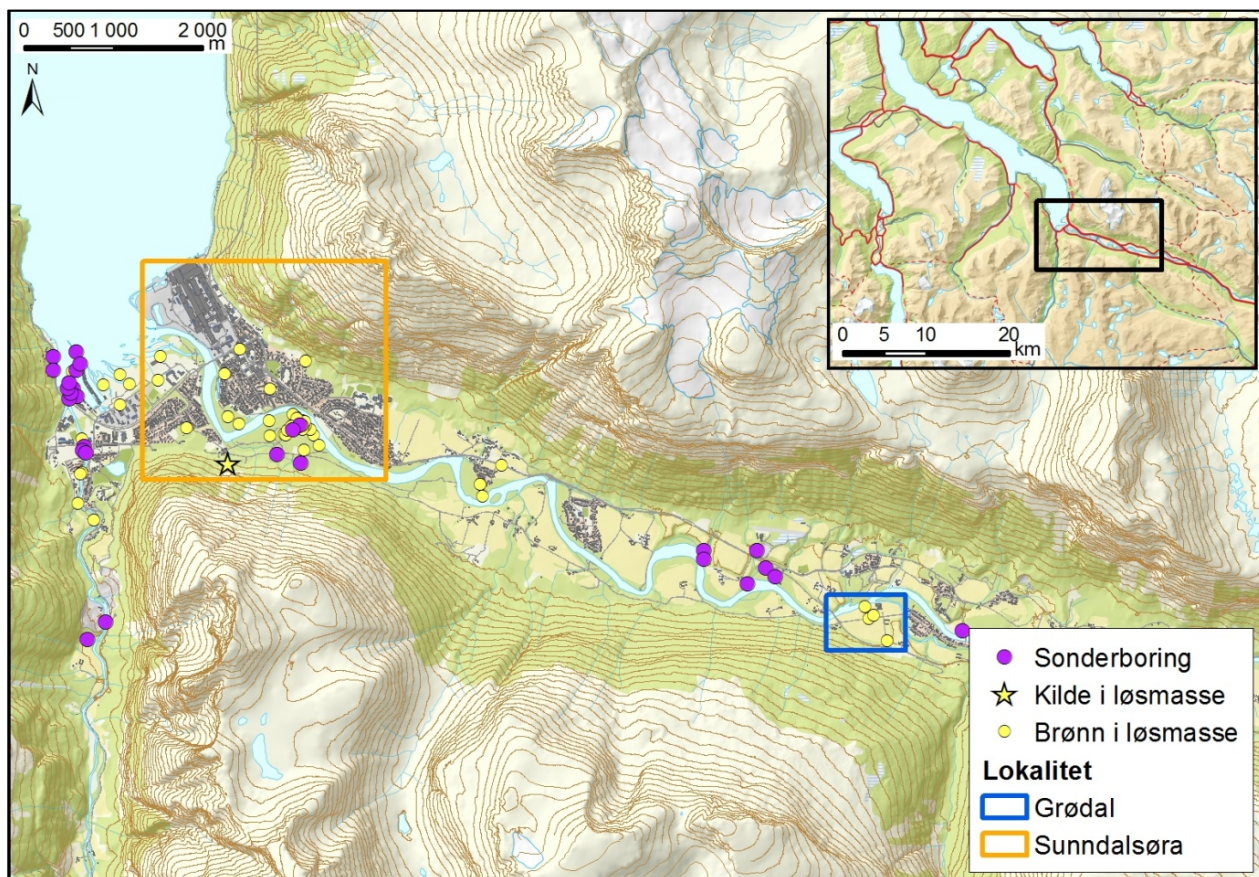 0 500 1 000 2 000
m
N
0 5 10 20
km
Sonderboring
Kilde i løsmasse
Brønn i løsmasse
Lokalitet
Grødal
Sunndalsøra